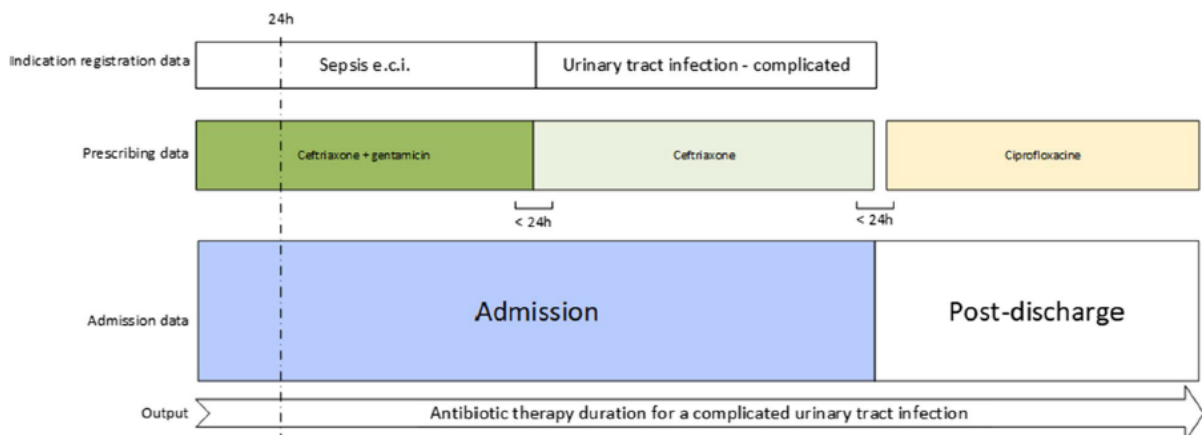 24h
Indication registration data
Sepsis e.c.i.
Urinary tract infection - complicated
Prescribing data
Ceftriaxone + gentamicin
Ceftriaxone
Ciprofloxacine
< 24h
< 24h
Admission data
Admission
Post-discharge
Output
Antibiotic therapy duration for a complicated urinary tract infection